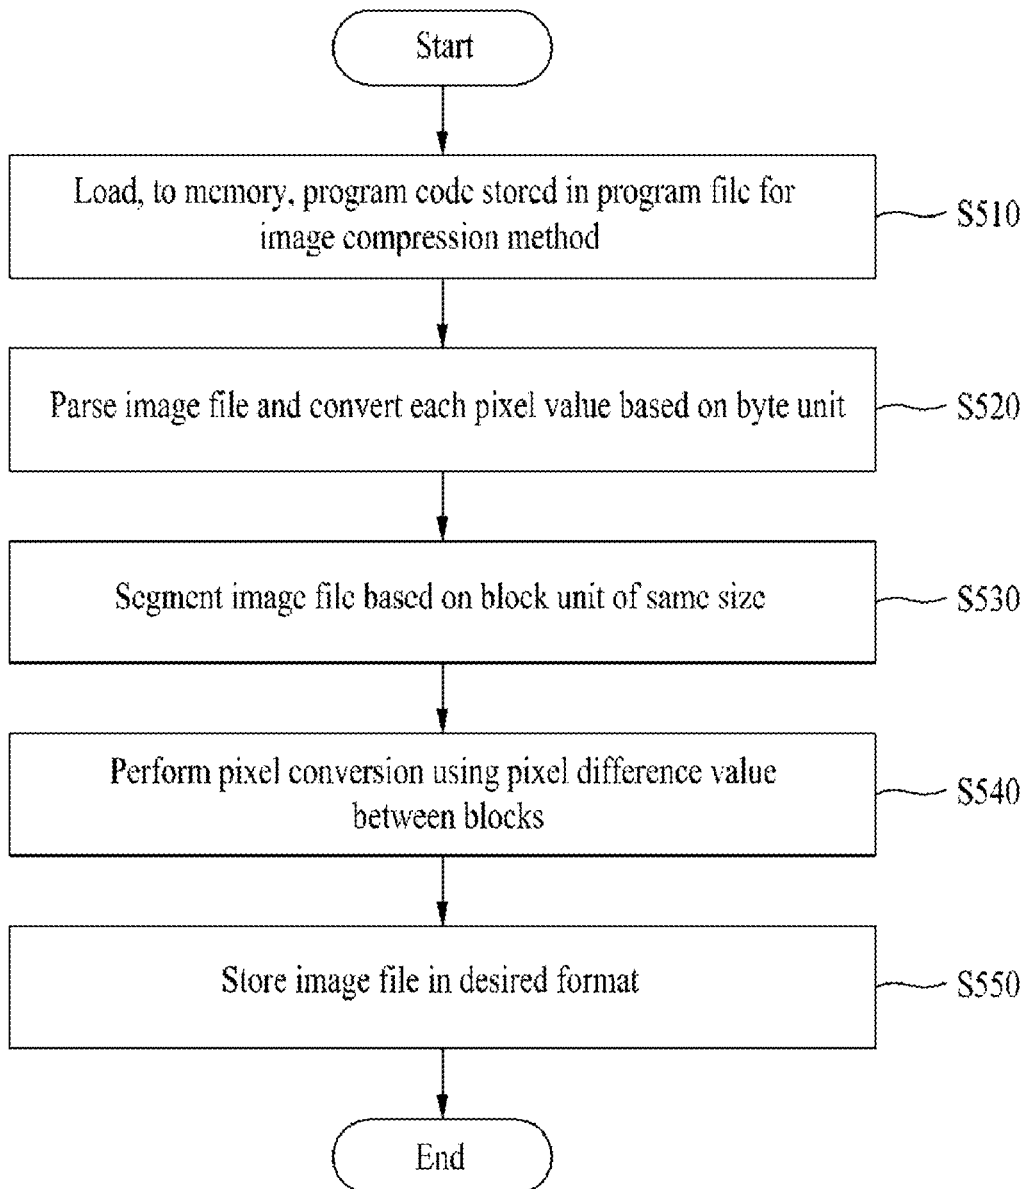 Start
Load, to memory, program code stored in program file for
image compression method
S510
Parse image file and convert each pixel value based on byte unit
S520
Segment image file based on block unit of same size
S530
Perform pixel conversion using pixel difference value
between blocks
S540
Store image file in desired format
S550
End